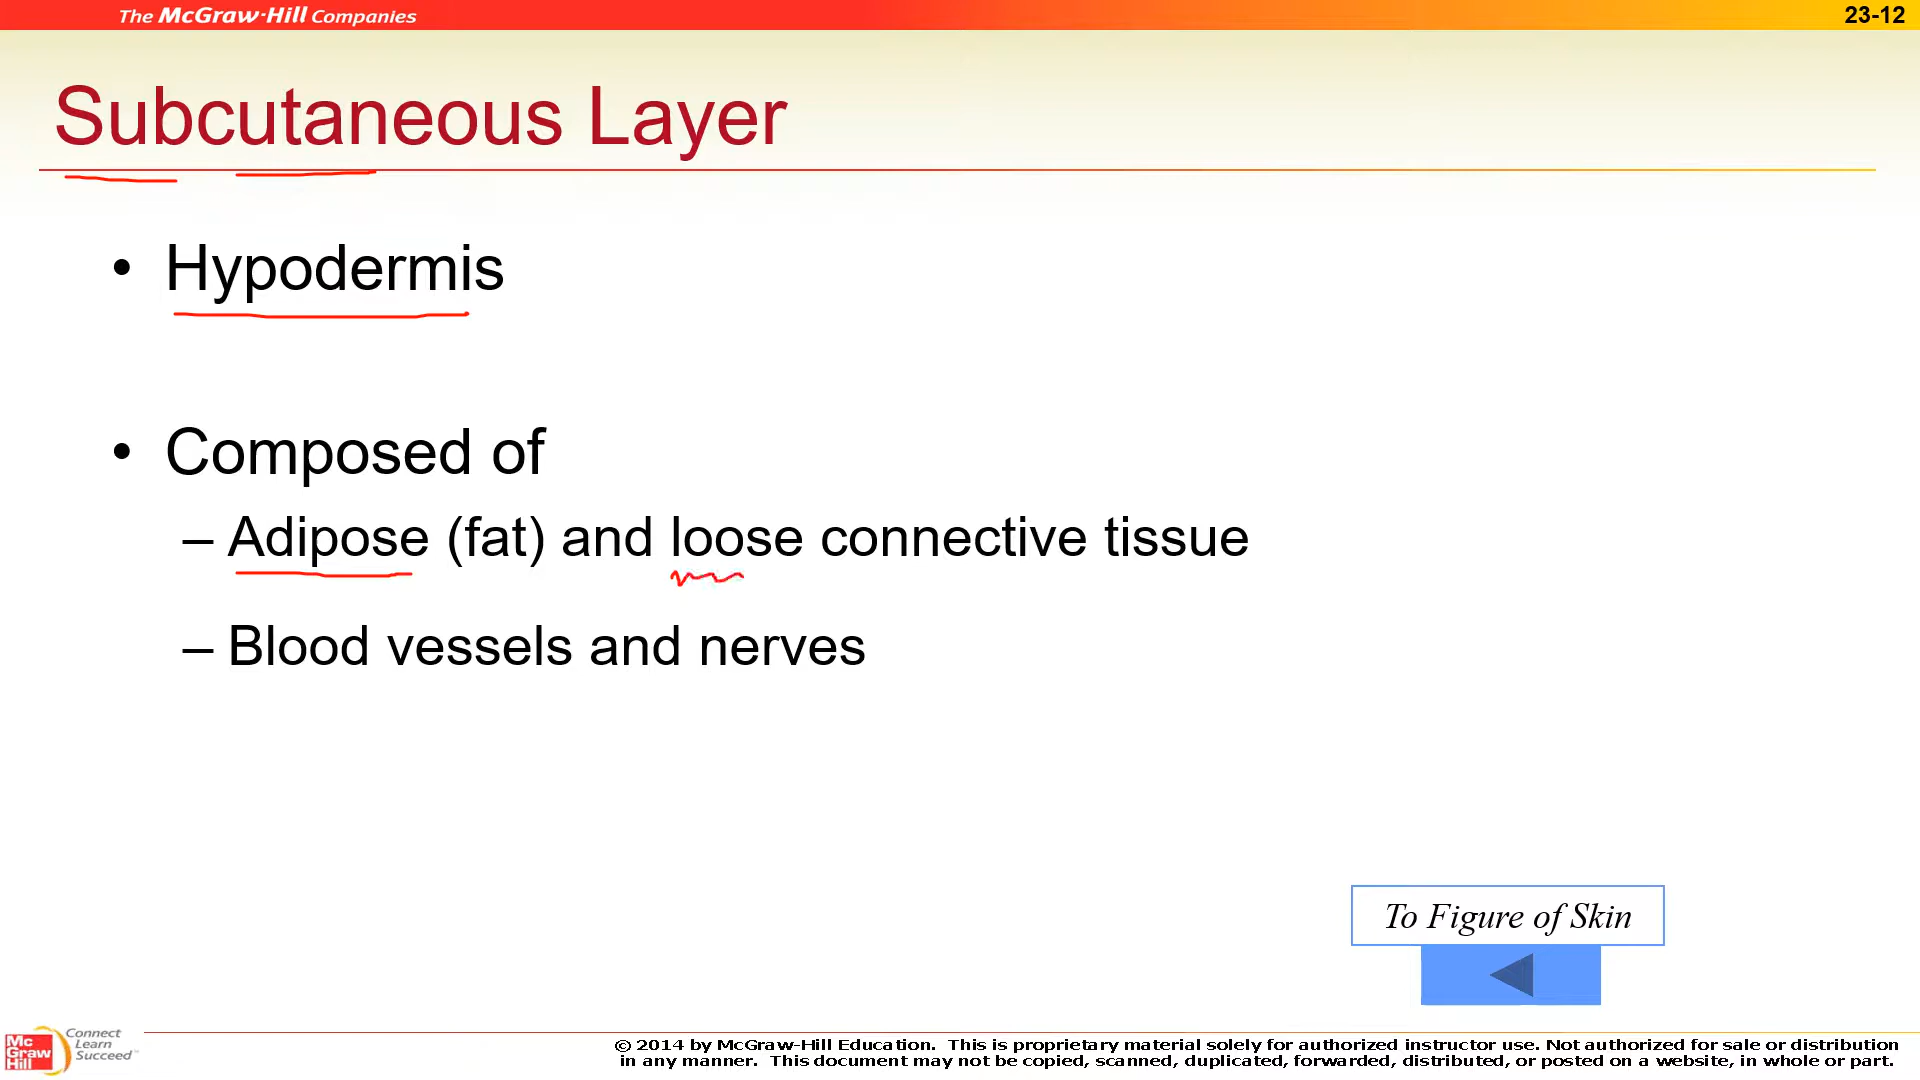 The McGraw-Hill Companies
23-12
Subcutaneous Layer
• Hypodermis
• Composed of
– Adipose (fat) and loose connective tissue
– Blood vessels and nerves
To Figure of Skin
Mc
Graw
Hill
Connect
Learn
Succeed™
© 2014 by McGraw-Hill Education. This is proprietary material solely for authorized instructor use. Not authorized for sale or distribution
in any manner. This document may not be copied, scanned, duplicated, forwarded, distributed, or posted on a website, in whole or part.